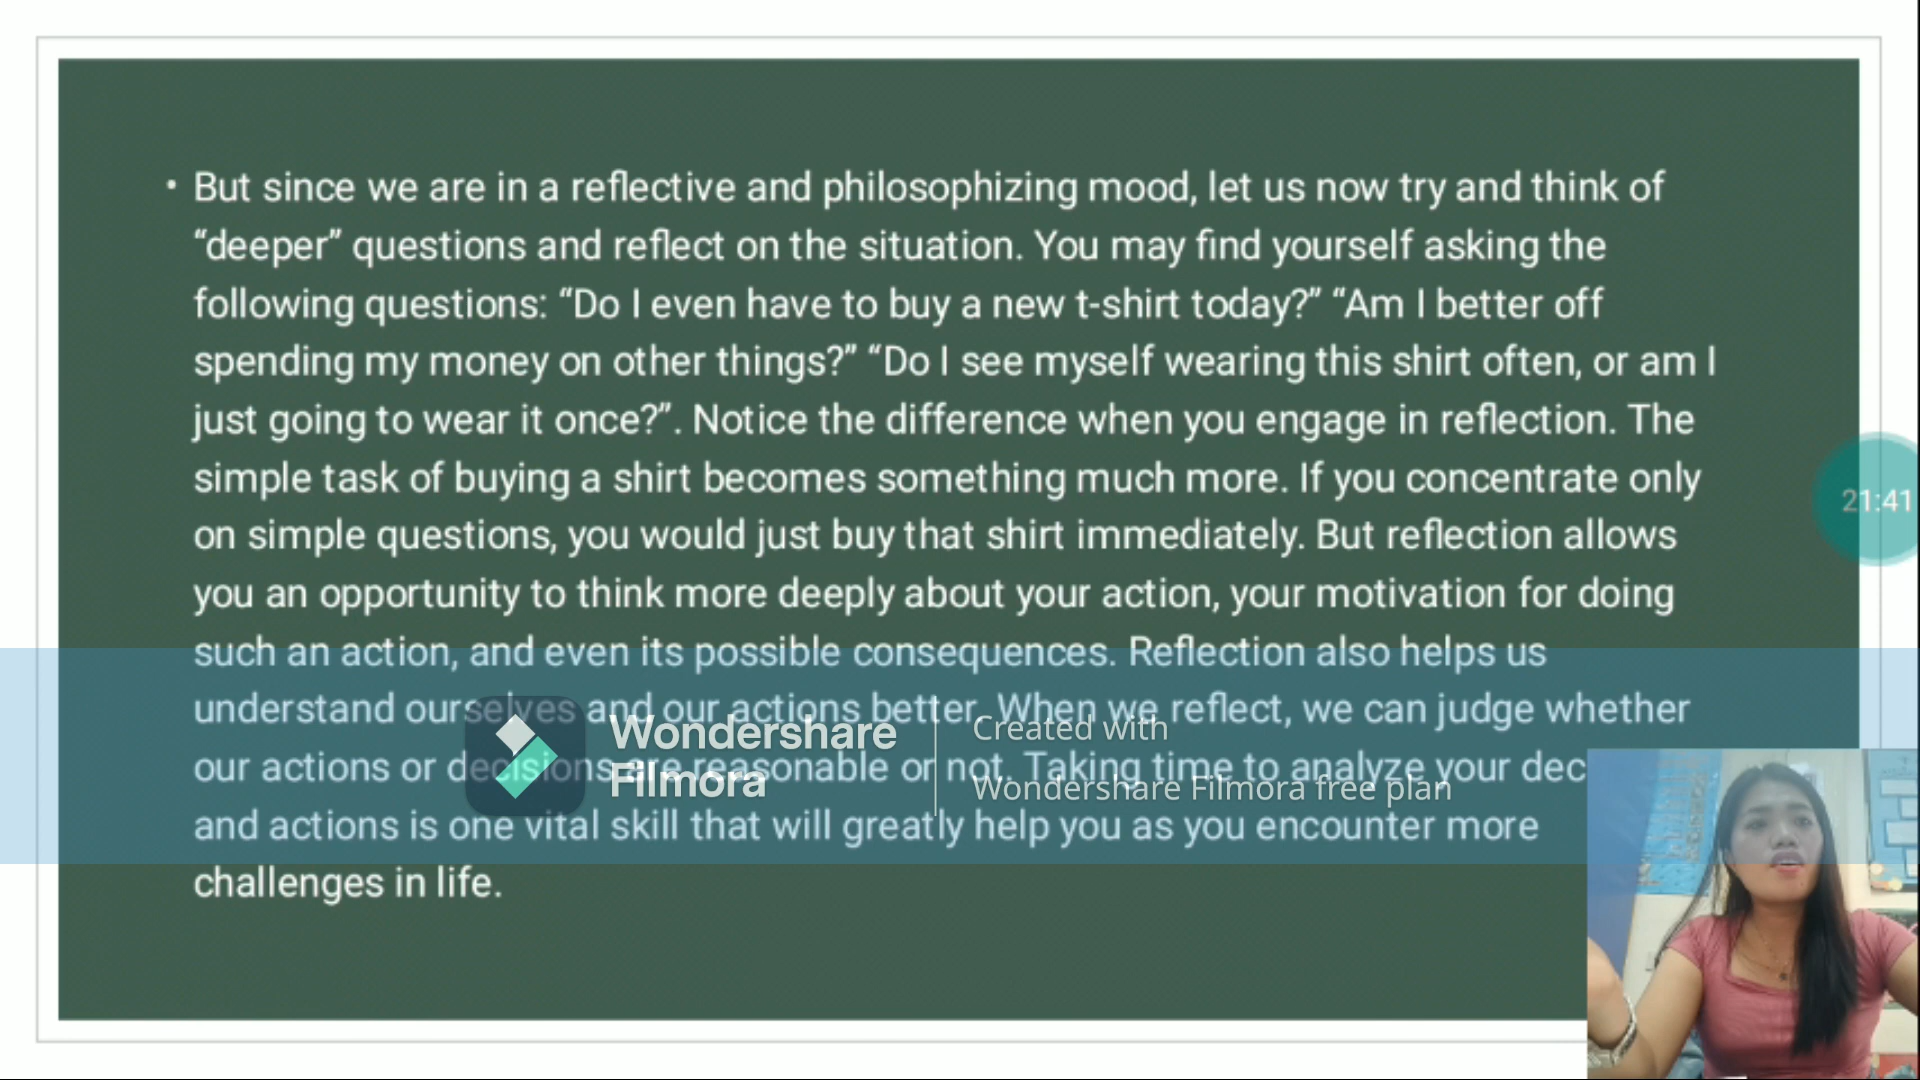 • But since we are in a reflective and philosophizing mood, let us now try and think of
“deeper” questions and reflect on the situation. You may find yourself asking the
following questions: “Do I even have to buy a new t-shirt today?” “Am I better off
spending my money on other things?” “Do I see myself wearing this shirt often, or am I
just going to wear it once?”. Notice the difference when you engage in reflection. The
simple task of buying a shirt becomes something much more. If you concentrate only
on simple questions, you would just buy that shirt immediately. But reflection allows
you an opportunity to think more deeply about your action, your motivation for doing
such an action, and even its possible consequences. Reflection also helps us
understand ourselves and our actions better. When we reflect, we can judge whether
our actions or decisions are reasonable or not. Taking time to analyze your dec
and actions is one vital skill that will greatly help you as you encounter more
challenges in life.
21:41
Wondershare
Filmora
Created with
Wondershare Filmora free plan